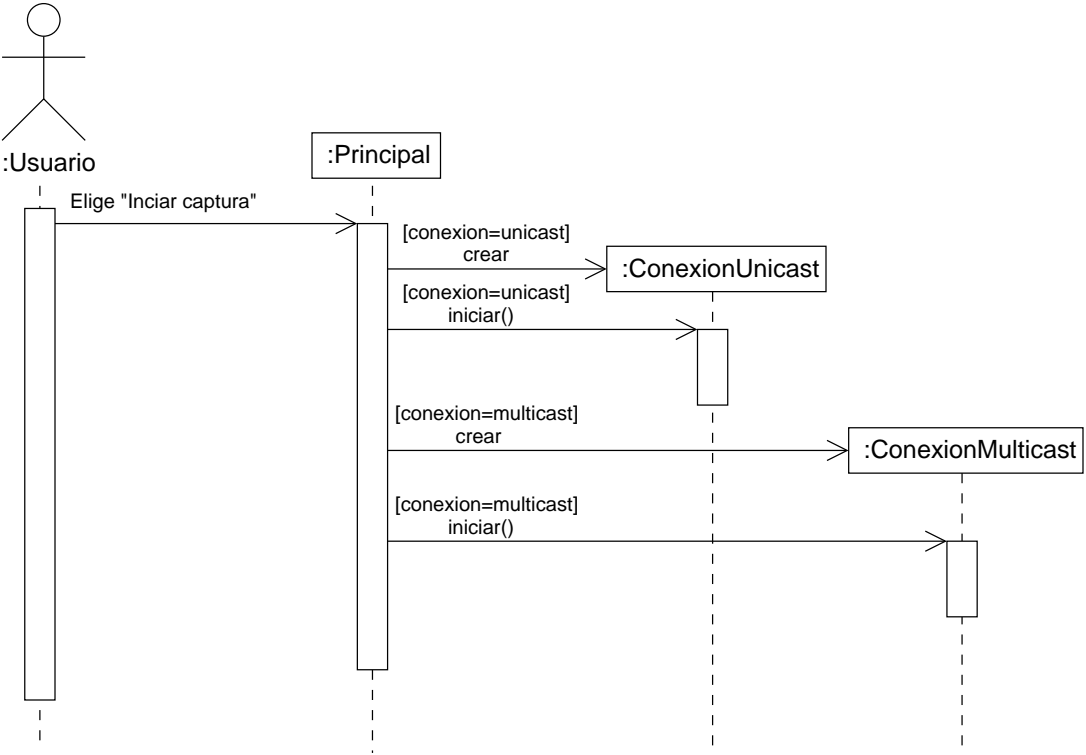 :Usuario
:Principal
Elige "Inciar captura"
[conexion=unicast]
crear
:ConexionUnicast
[conexion=unicast]
iniciar()
[conexion=multicast]
crear
:ConexionMulticast
[conexion=multicast]
iniciar()